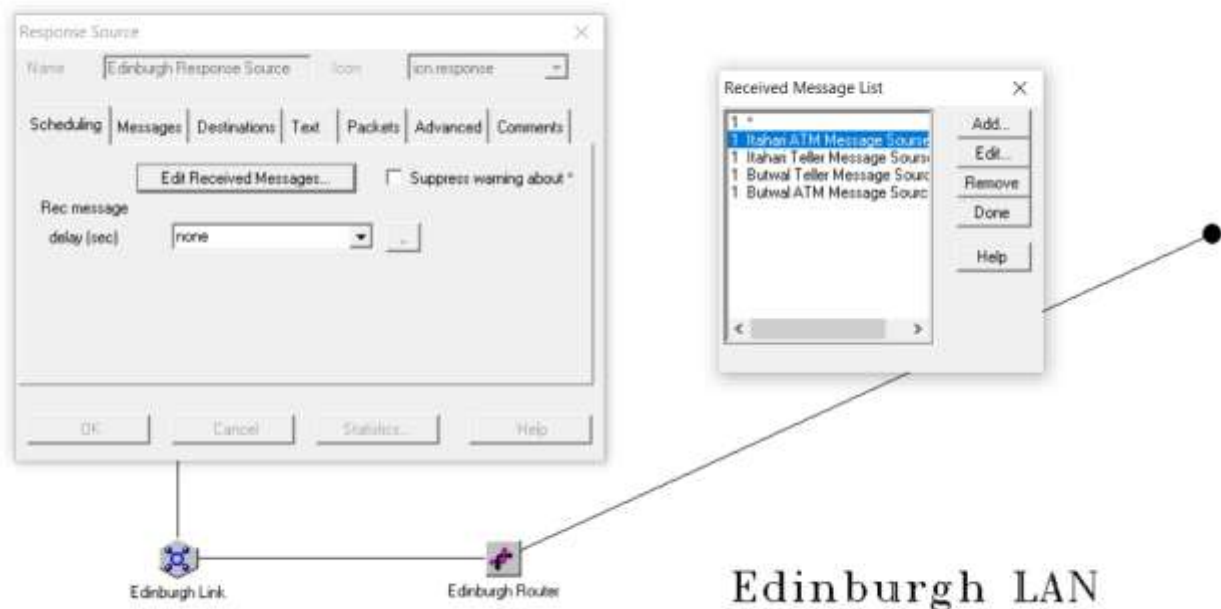 Response Source
Name Edinburgh Response Source Icon ion.response
Scheduling Messages Destinations Text Packets Advanced Comments
Edit Received Messages... Suppress warning about *
Rec message
delay (sec) none ..
OK Cancel Statistics... Help
Received Message List
1 *
1 Itahari ATM Message Sourse
1 Itahari Teller Message Sours
1 Butwal Teller Message Sourc
1 Butwal ATM Message Sourc
Add...
Edit...
Remove
Done
Help
Edinburgh Link
Edinburgh Router
Edinburgh LAN